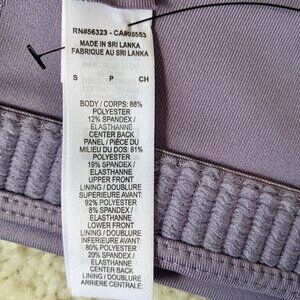 RN#56323 - CA#05553
MADE IN SRI LANKA
FABRIQUE AU SRI LANKA
S P CH
BODY / CORPS: 88%
POLYESTER
12% SPANDEX /
ELASTHANNE
CENTER BACK
PANEL / PIÈCE DU
MILIEU DU DOS: 81%
POLYESTER
19% SPANDEX /
ELASTHANNE
UPPER FRONT
LINING / DOUBLURE
SUPERIEURE AVANT:
92% POLYESTER
8% SPANDEX /
ELASTHANNE
LOWER FRONT
LINING / DOUBLURE
INFERIEURE AVANT:
80% POLYESTER
20% SPANDEX /
ELASTHANNE
CENTER BACK
LINING / DOUBLURE
ARRIERE CENTRALE: